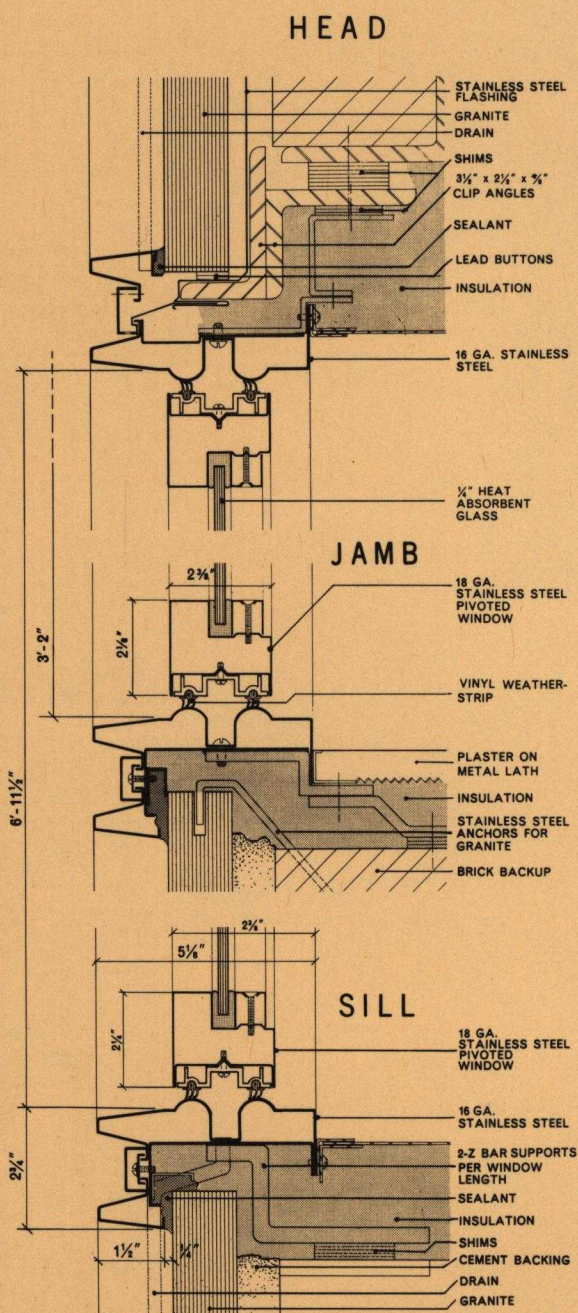 HEAD
STAINLESS STEEL
FLASHING
GRANITE
DRAIN
SHIMS
3½" x 2½" x ⅜"
CLIP ANGLES
SEALANT
LEAD BUTTONS
INSULATION
16 GA. STAINLESS
STEEL
¼" HEAT
ABSORBENT
GLASS
JAMB
2⅜"
18 GA.
STAINLESS STEEL
PIVOTED
WINDOW
2⅛"
3'-2"
VINYL WEATHER-
STRIP
PLASTER ON
METAL LATH
INSULATION
STAINLESS STEEL
ANCHORS FOR
GRANITE
BRICK BACKUP
6'-11½"
2⅜"
5⅛"
SILL
2¼"
18 GA.
STAINLESS STEEL
PIVOTED
WINDOW
16 GA.
STAINLESS STEEL
2-Z BAR SUPPORTS
PER WINDOW
LENGTH
2¾"
SEALANT
INSULATION
SHIMS
1½"
¼"
CEMENT BACKING
DRAIN
GRANITE